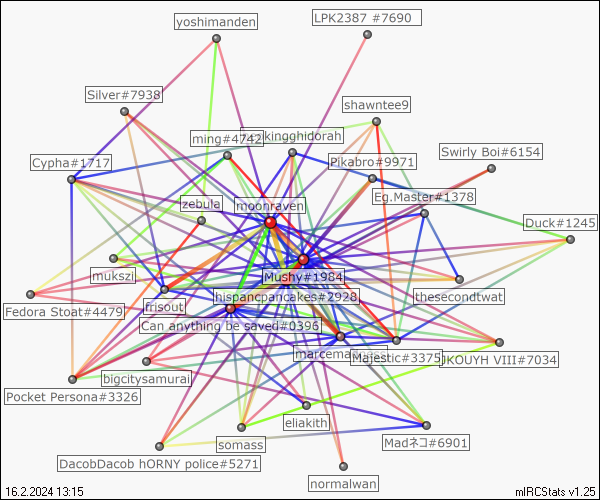 yoshimanden
LPK2387 #7690
Silver#7938
shawntee9
ming#4742
kingghidorah
Swirly Boi#6154
Cypha#1717
Pikabro#9971
Eg.Master#1378
zebula
moonraven
Duck#1245
mukszi
Mushy#1984
thesecondtwat
hispancpancakes#2928
Fedora Stoat#4479
frisout
Can anything be saved#0396
marcema
Majestic#3375
JKOUYH VIII#7034
bigcitysamurai
Pocket Persona#3326
eliakith
somass
Madネコ#6901
DacobDacob hORNY police#5271
normalwan
16.2.2024 13:15
mIRCStats v1.25